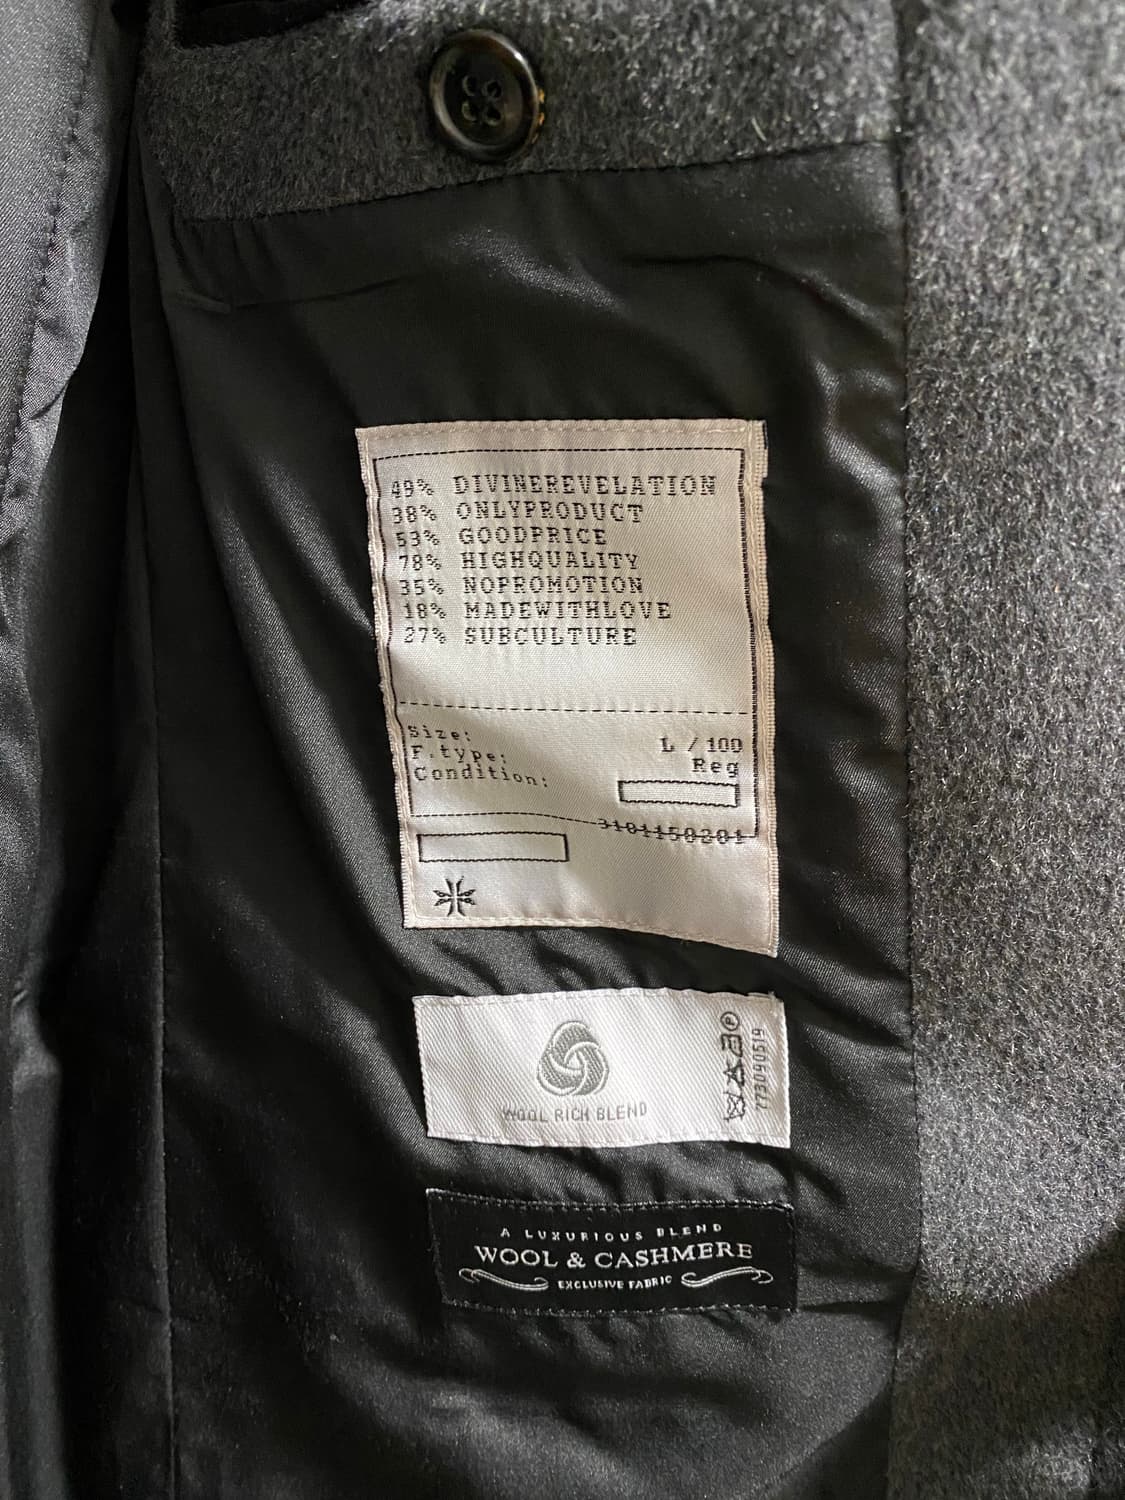 49% DIVINEREVELATION
38% ONLYPRODUCT
53% GOODPRICE
78% HIGHQUALITY
35% NOPROMOTION
18% MADEWITHLOVE
27% SUBCULTURE
Size: L / 100
F.type: Reg
Condition:
3101150201
WOOL RICH BLEND
P
773090519
A LUXURIOUS BLEND
WOOL & CASHMERE
EXCLUSIVE FABRIC